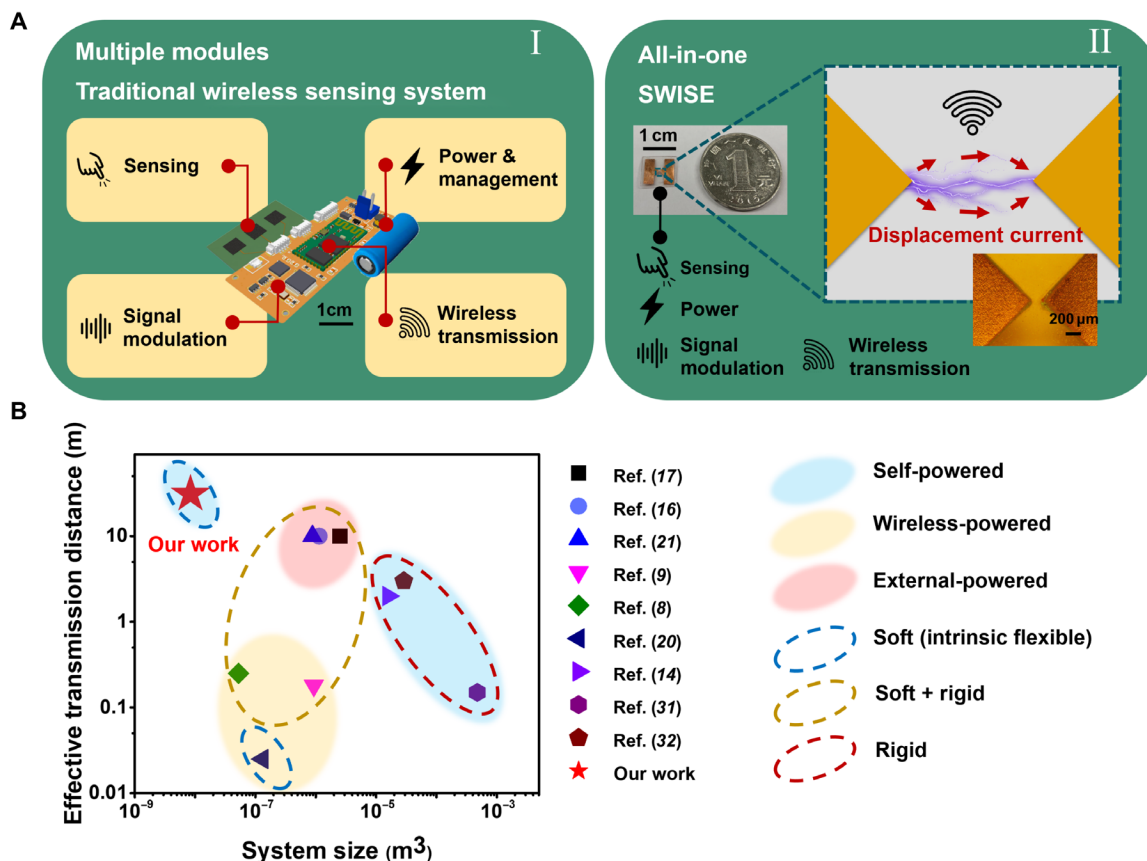 A
I
Multiple modules
Traditional wireless sensing system
Sensing
Power &
management
Signal
modulation
1cm
Wireless
transmission
II
All-in-one
SWISE
1 cm
1
元
Displacement current
200 μm
Sensing
Power
Signal
modulation
Wireless
transmission
B
Effective transmission distance (m)
10
1
0.1
0.01
10⁻⁹
10⁻⁷
10⁻⁵
10⁻³
System size (m³)
Our work
Ref. (17)
Ref. (16)
Ref. (21)
Ref. (9)
Ref. (8)
Ref. (20)
Ref. (14)
Ref. (31)
Ref. (32)
Our work
Self-powered
Wireless-powered
External-powered
Soft (intrinsic flexible)
Soft + rigid
Rigid